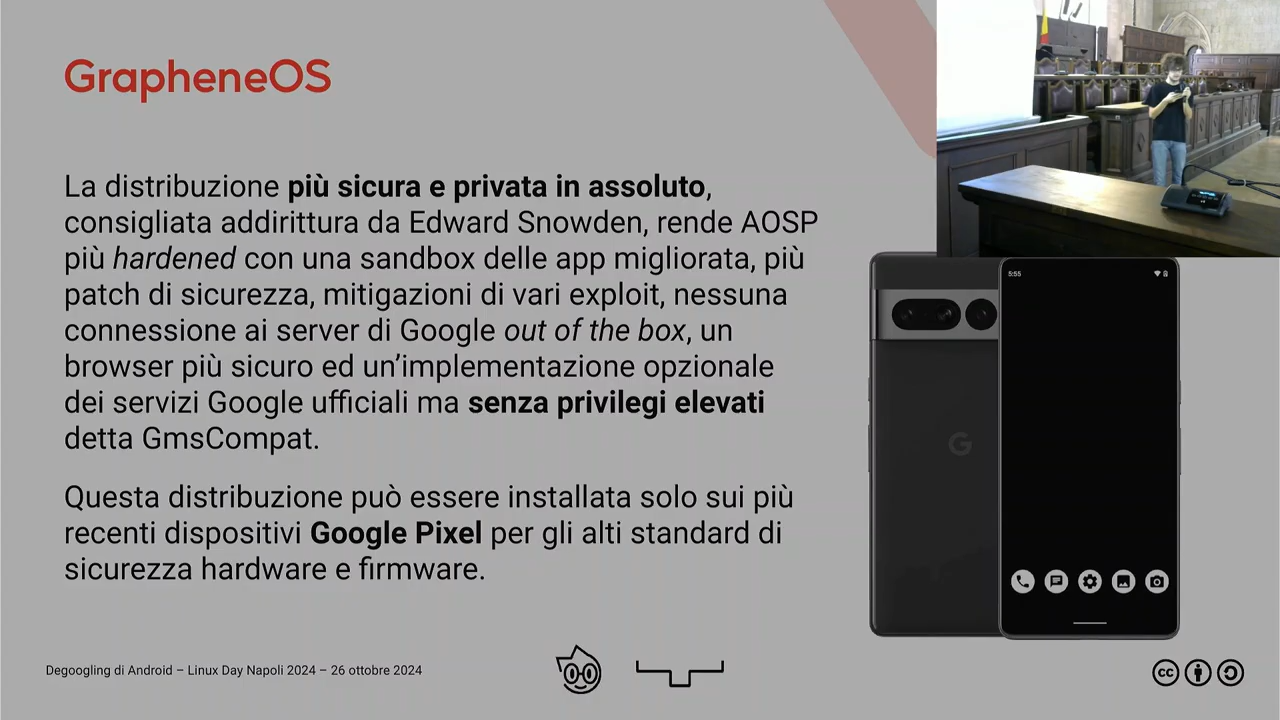 GrapheneOS
La distribuzione più sicura e privata in assoluto,
consigliata addirittura da Edward Snowden, rende AOSP
più hardened con una sandbox delle app migliorata, più
patch di sicurezza, mitigazioni di vari exploit, nessuna
connessione ai server di Google out of the box, un
browser più sicuro ed un’implementazione opzionale
dei servizi Google ufficiali ma senza privilegi elevati
detta GmsCompat.
Questa distribuzione può essere installata solo sui più
recenti dispositivi Google Pixel per gli alti standard di
sicurezza hardware e firmware.
5:55
G
Degoogling di Android – Linux Day Napoli 2024 – 26 ottobre 2024
cc